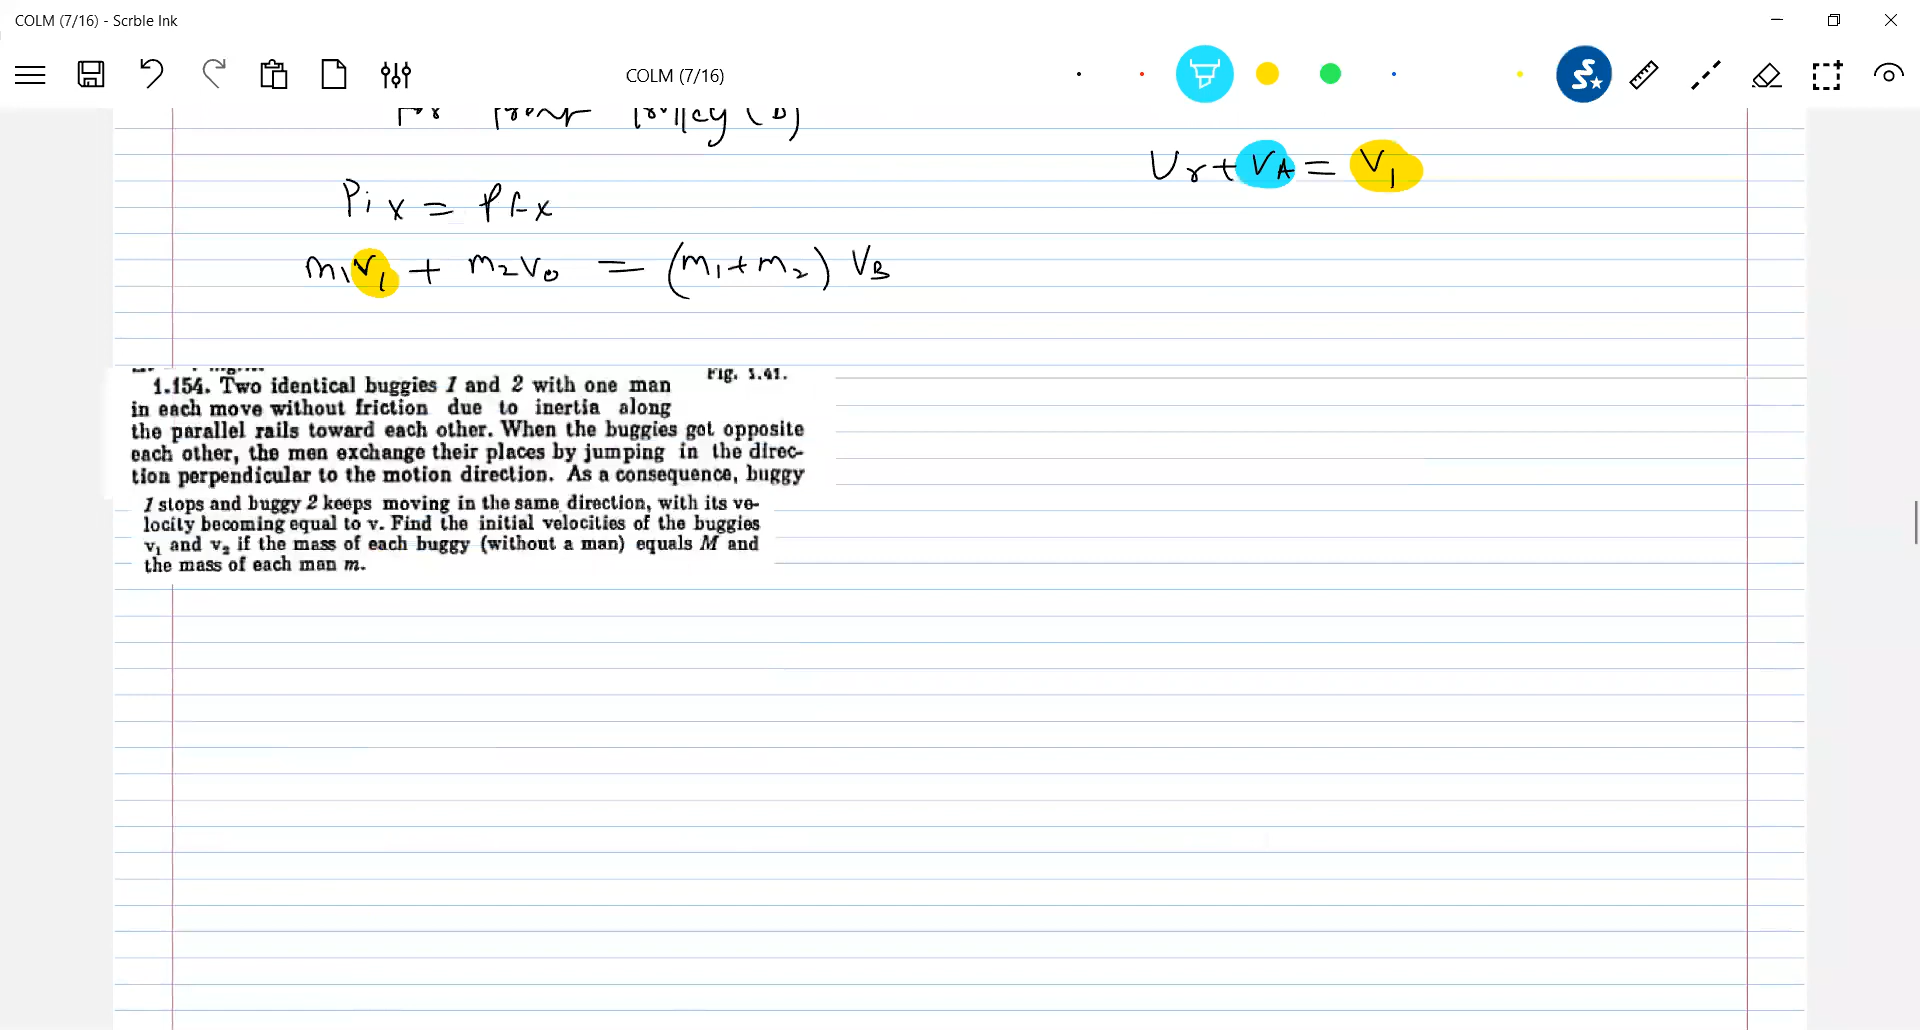 COLM (7/16) - Scrble Ink
COLM (7/16)
trolley (B)
Vr + VA = V1
Pix = Pfx
m1V1 + m2V0 = (m1 + m2) VB
Fig. 1.41.
1.154. Two identical buggies 1 and 2 with one man
in each move without friction due to inertia along
the parallel rails toward each other. When the buggies got opposite
each other, the men exchange their places by jumping in the direc-
tion perpendicular to the motion direction. As a consequence, buggy
1 stops and buggy 2 keeps moving in the same direction, with its ve-
locity becoming equal to v. Find the initial velocities of the buggies
v₁ and v₂ if the mass of each buggy (without a man) equals M and
the mass of each man m.